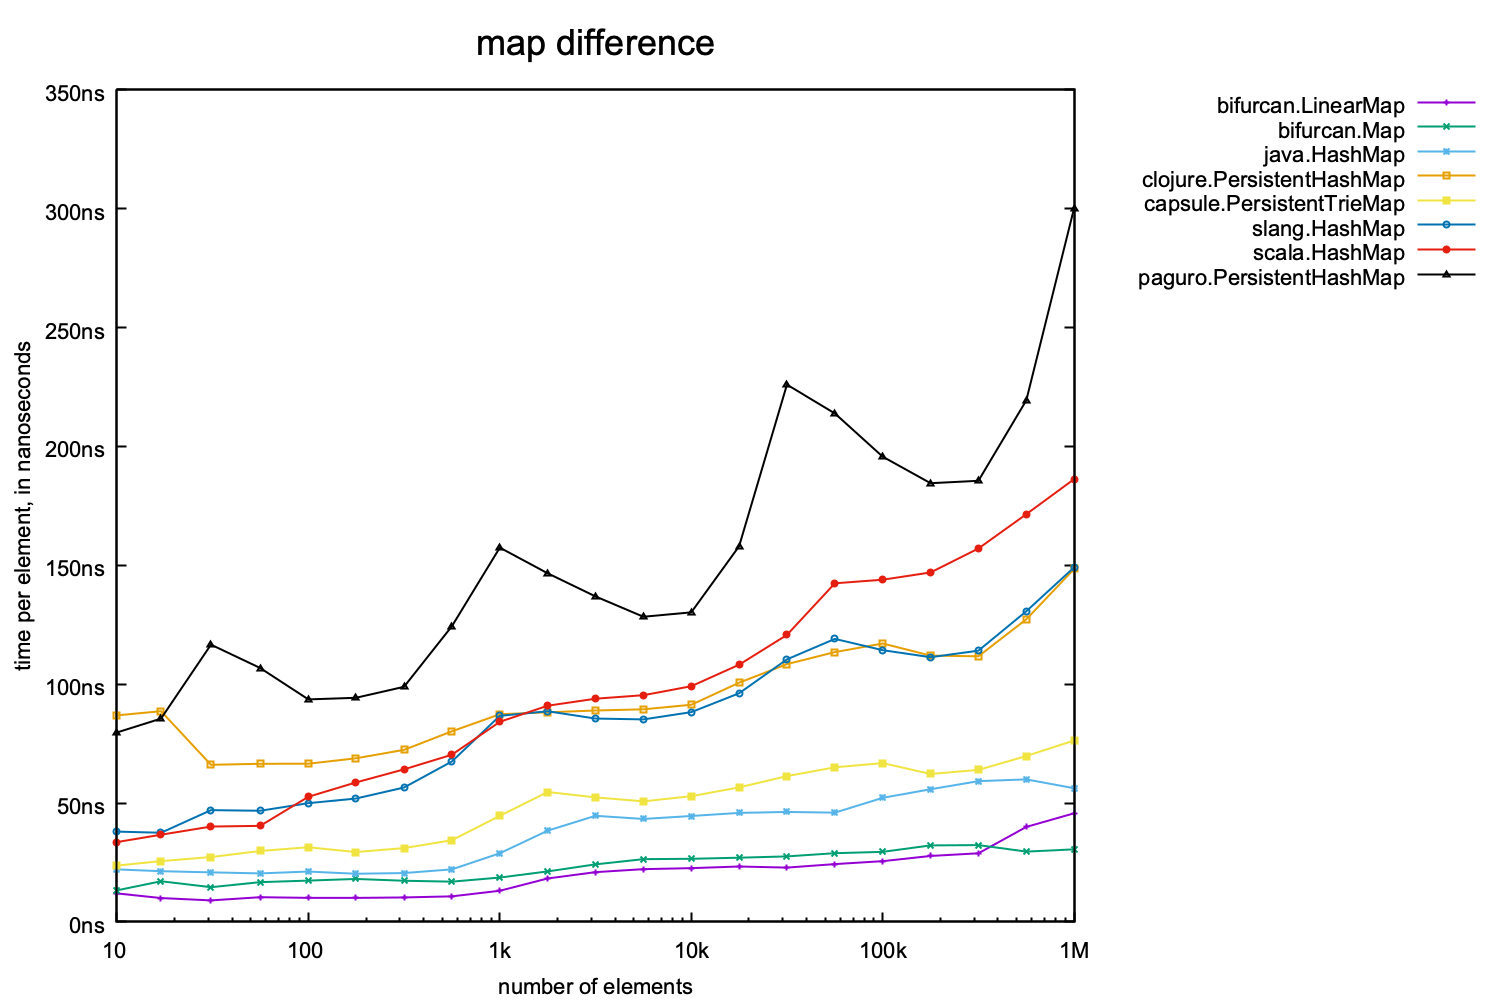 map difference
350ns
300ns
250ns
200ns
150ns
100ns
50ns
0ns
time per element, in nanoseconds
10
100
1k
10k
100k
1M
number of elements
bifurcan.LinearMap
bifurcan.Map
java.HashMap
clojure.PersistentHashMap
capsule.PersistentTrieMap
slang.HashMap
scala.HashMap
paguro.PersistentHashMap